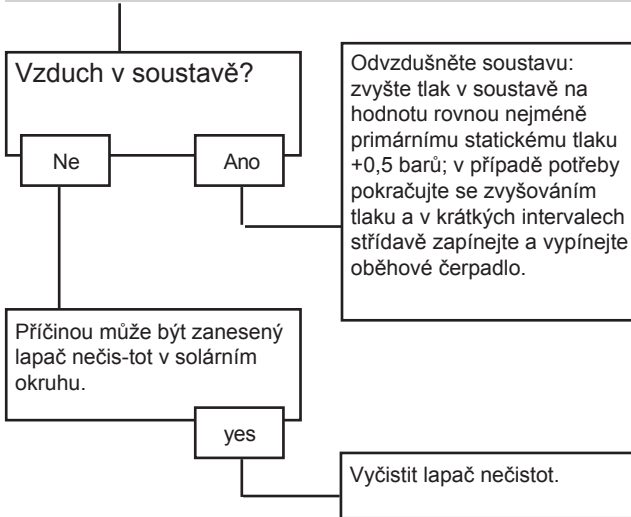 Vzduch v soustavě?
Ne
Ano
Odvzdušněte soustavu:
zvyšte tlak v soustavě na
hodnotu rovnou nejméně
primárnímu statickému tlaku
+0,5 barů; v případě potřeby
pokračujte se zvyšováním
tlaku a v krátkých intervalech
střídavě zapínejte a vypínejte
oběhové čerpadlo.
Příčinou může být zanesený
lapač nečis-tot v solárním
okruhu.
yes
Vyčistit lapač nečistot.